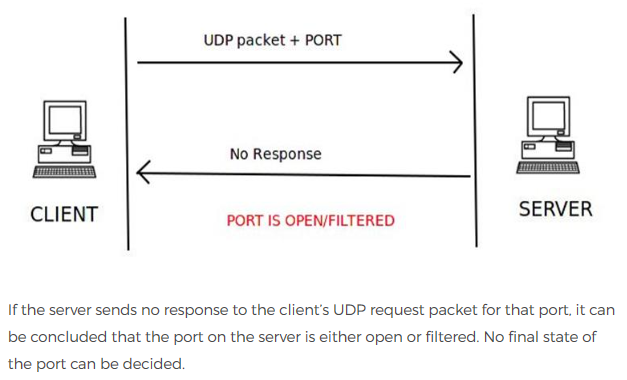 UDP packet + PORT
No Response
CLIENT
SERVER
PORT IS OPEN/FILTERED
If the server sends no response to the client’s UDP request packet for that port, it can
be concluded that the port on the server is either open or filtered. No final state of
the port can be decided.